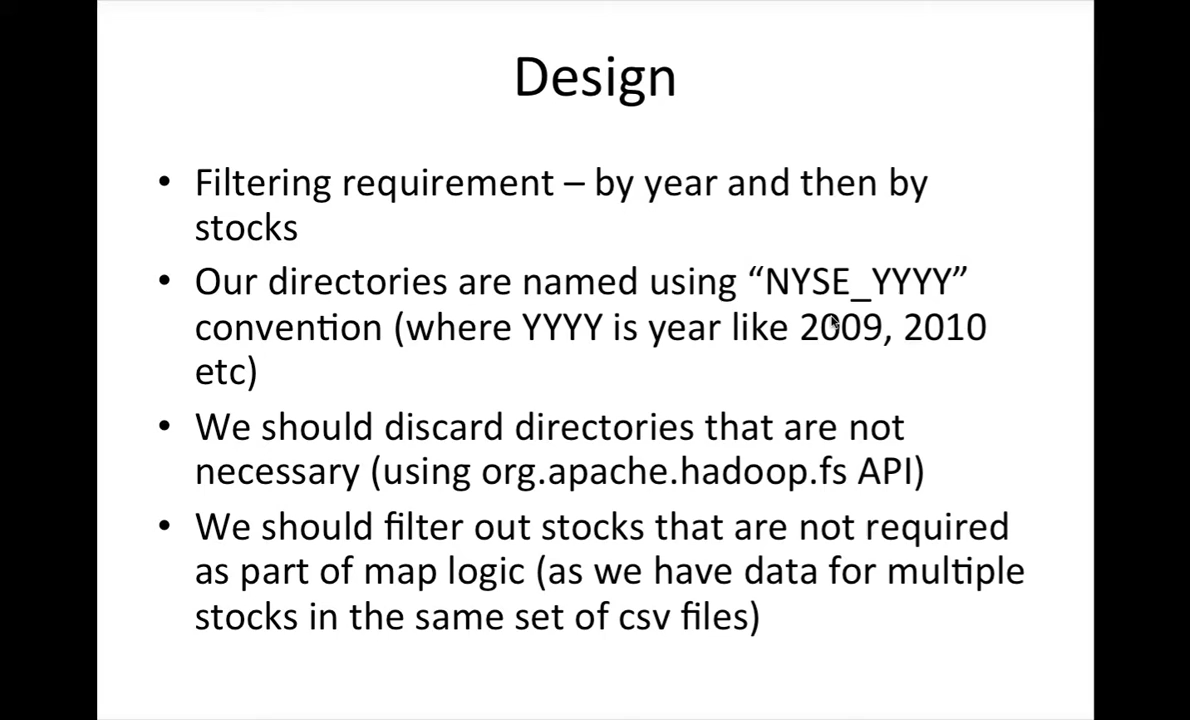 Design
• Filtering requirement – by year and then by
stocks
• Our directories are named using “NYSE_YYYY”
convention (where YYYY is year like 2009, 2010
etc)
• We should discard directories that are not
necessary (using org.apache.hadoop.fs API)
• We should filter out stocks that are not required
as part of map logic (as we have data for multiple
stocks in the same set of csv files)